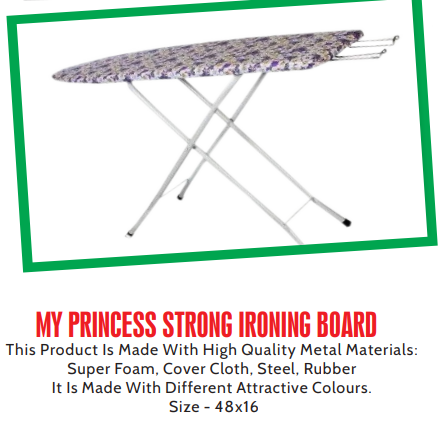 MY PRINCESS STRONG IRONING BOARD
This Product Is Made With High Quality Metal Materials:
Super Foam, Cover Cloth, Steel, Rubber
It Is Made With Different Attractive Colours.
Size - 48x16